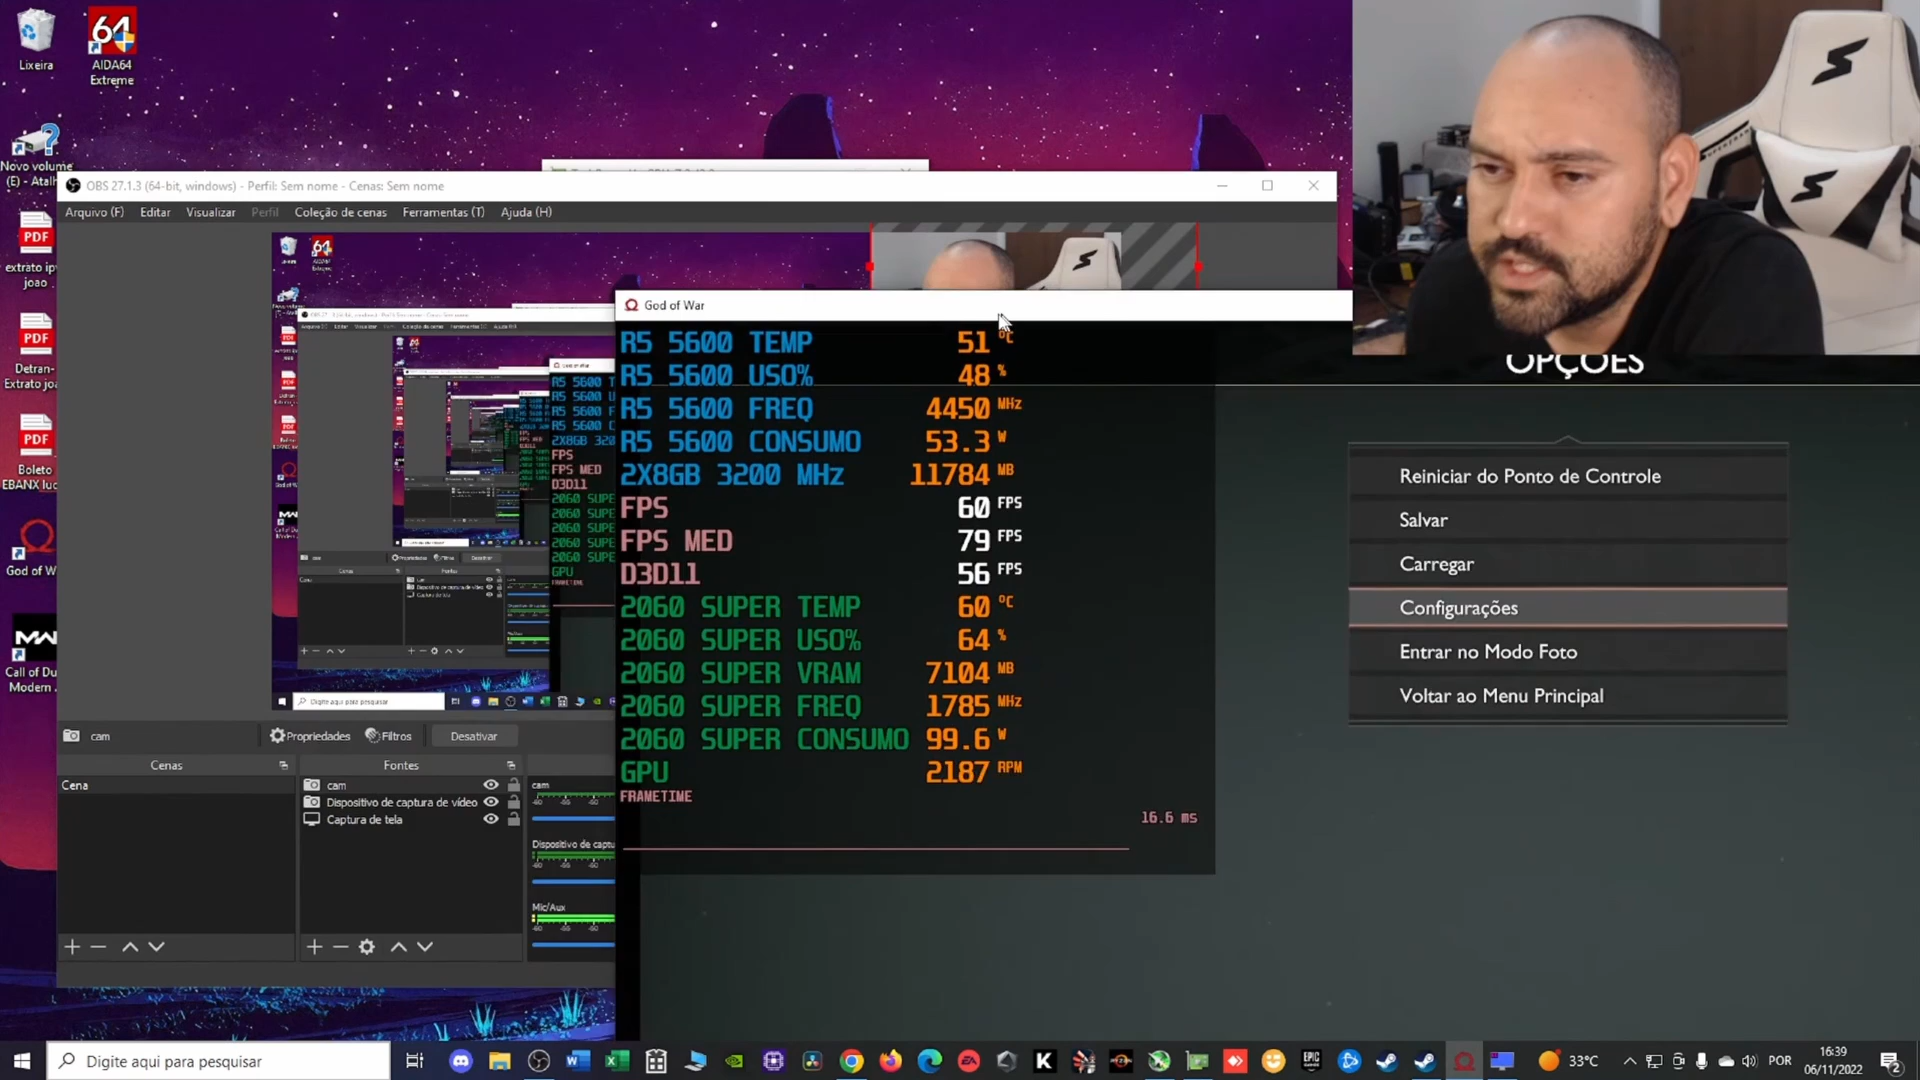 Lixeira
64
AIDA64
Extreme
Novo volume
(E) - Atalh
PDF
extrato ip
joao
PDF
Detran-
Extrato joa
PDF
Boleto
EBANX luc
God of W
Call of Du
Modern .
OBS 27.1.3 (64-bit, windows) - Perfil: Sem nome - Cenas: Sem nome
Arquivo (F) Editar Visualizar Perfil Coleção de cenas Ferramentas (T) Ajuda (H)
God of War
R5 5600 TEMP 51 °C
R5 5600 USO% 48 %
R5 5600 FREQ 4450 MHz
R5 5600 CONSUMO 53.3 W
2X8GB 3200 MHz 11784 MB
FPS 60 FPS
FPS MED 79 FPS
D3D11 56 FPS
2060 SUPER TEMP 60 °C
2060 SUPER USO% 64 %
2060 SUPER VRAM 7104 MB
2060 SUPER FREQ 1785 MHz
2060 SUPER CONSUMO 99.6 W
GPU 2187 RPM
FRAMETIME
16.6 ms
OPÇÕES
Reiniciar do Ponto de Controle
Salvar
Carregar
Configurações
Entrar no Modo Foto
Voltar ao Menu Principal
cam Propriedades Filtros Desativar
Cenas
Cena
Fontes
cam
Dispositivo de captura de vídeo
Captura de tela
cam
Dispositivo de captu
Mic/Aux
Digite aqui para pesquisar
33°C
POR
16:39
06/11/2022
2